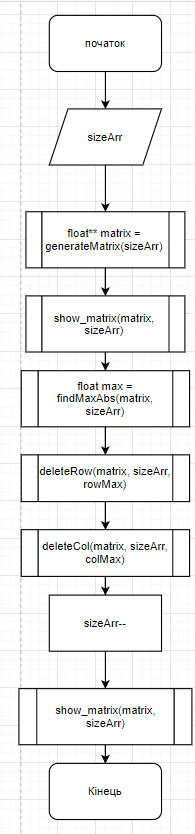 початок
sizeArr
float** matrix =
generateMatrix(sizeArr)
show_matrix(matrix,
sizeArr)
float max =
findMaxAbs(matrix,
sizeArr)
deleteRow(matrix, sizeArr,
rowMax)
deleteCol(matrix, sizeArr,
colMax)
sizeArr--
show_matrix(matrix,
sizeArr)
Кінець